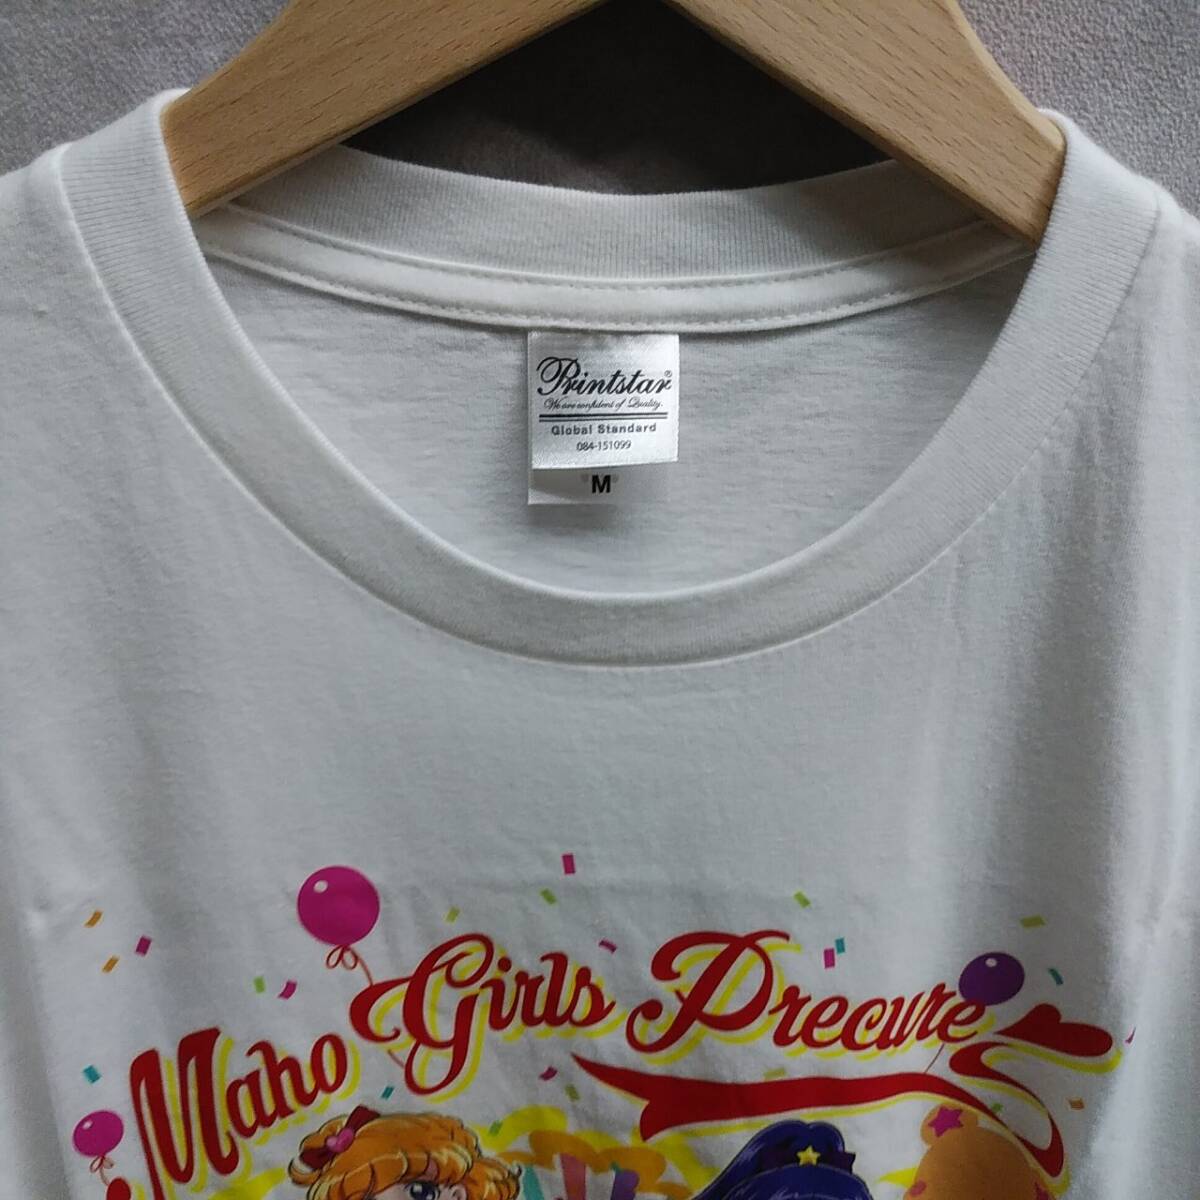 Printstar®
We are confident of Quality.
Global Standard
084-151099
M
Maho Girls Precure!